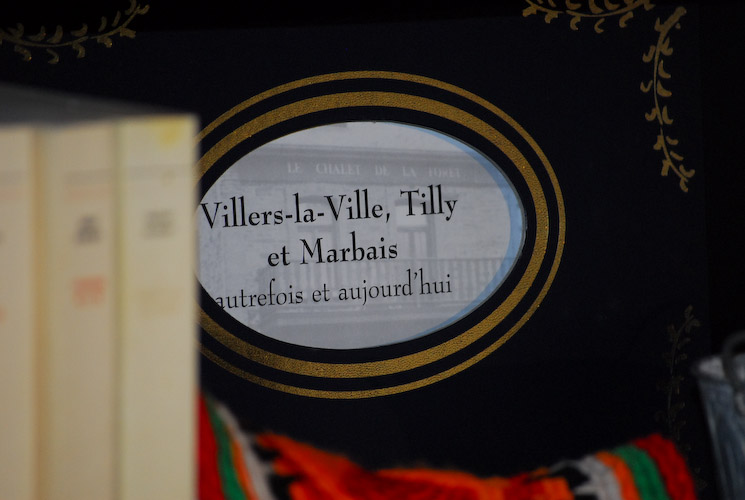 LE CHALET DE LA FORET
Villers-la-Ville, Tilly
et Marbais
autrefois et aujourd'hui